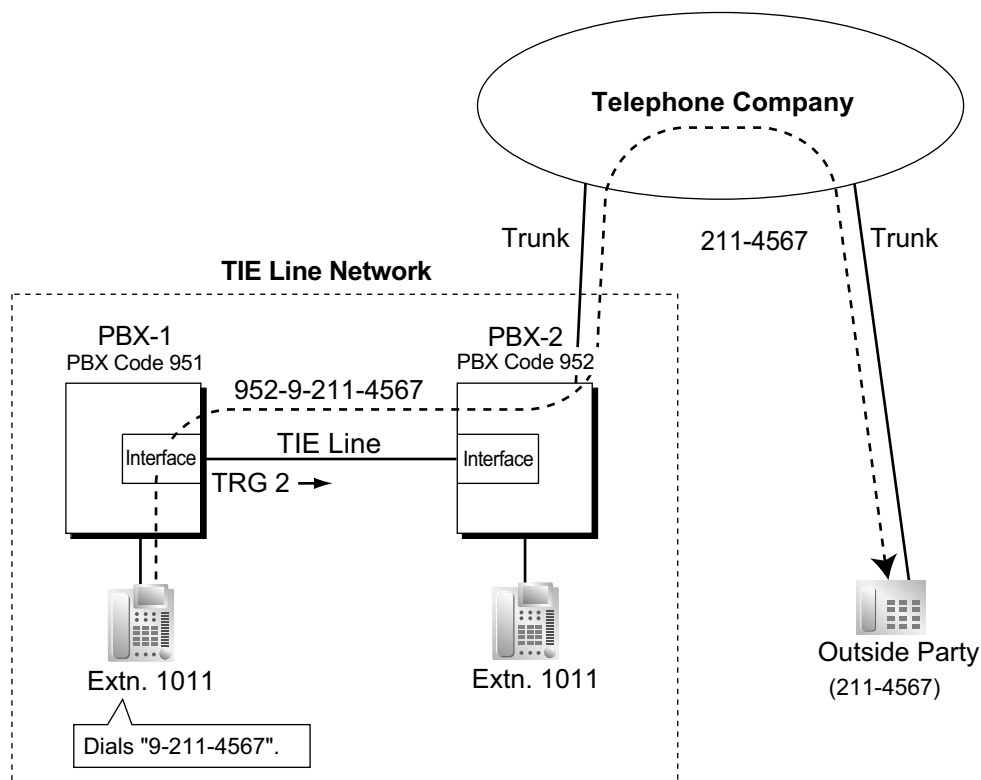 Telephone Company
Trunk
211-4567
Trunk
TIE Line Network
PBX-1
PBX Code 951
PBX-2
PBX Code 952
952-9-211-4567
Interface
TIE Line
Interface
TRG 2 →
Extn. 1011
Extn. 1011
Outside Party
(211-4567)
Dials "9-211-4567".